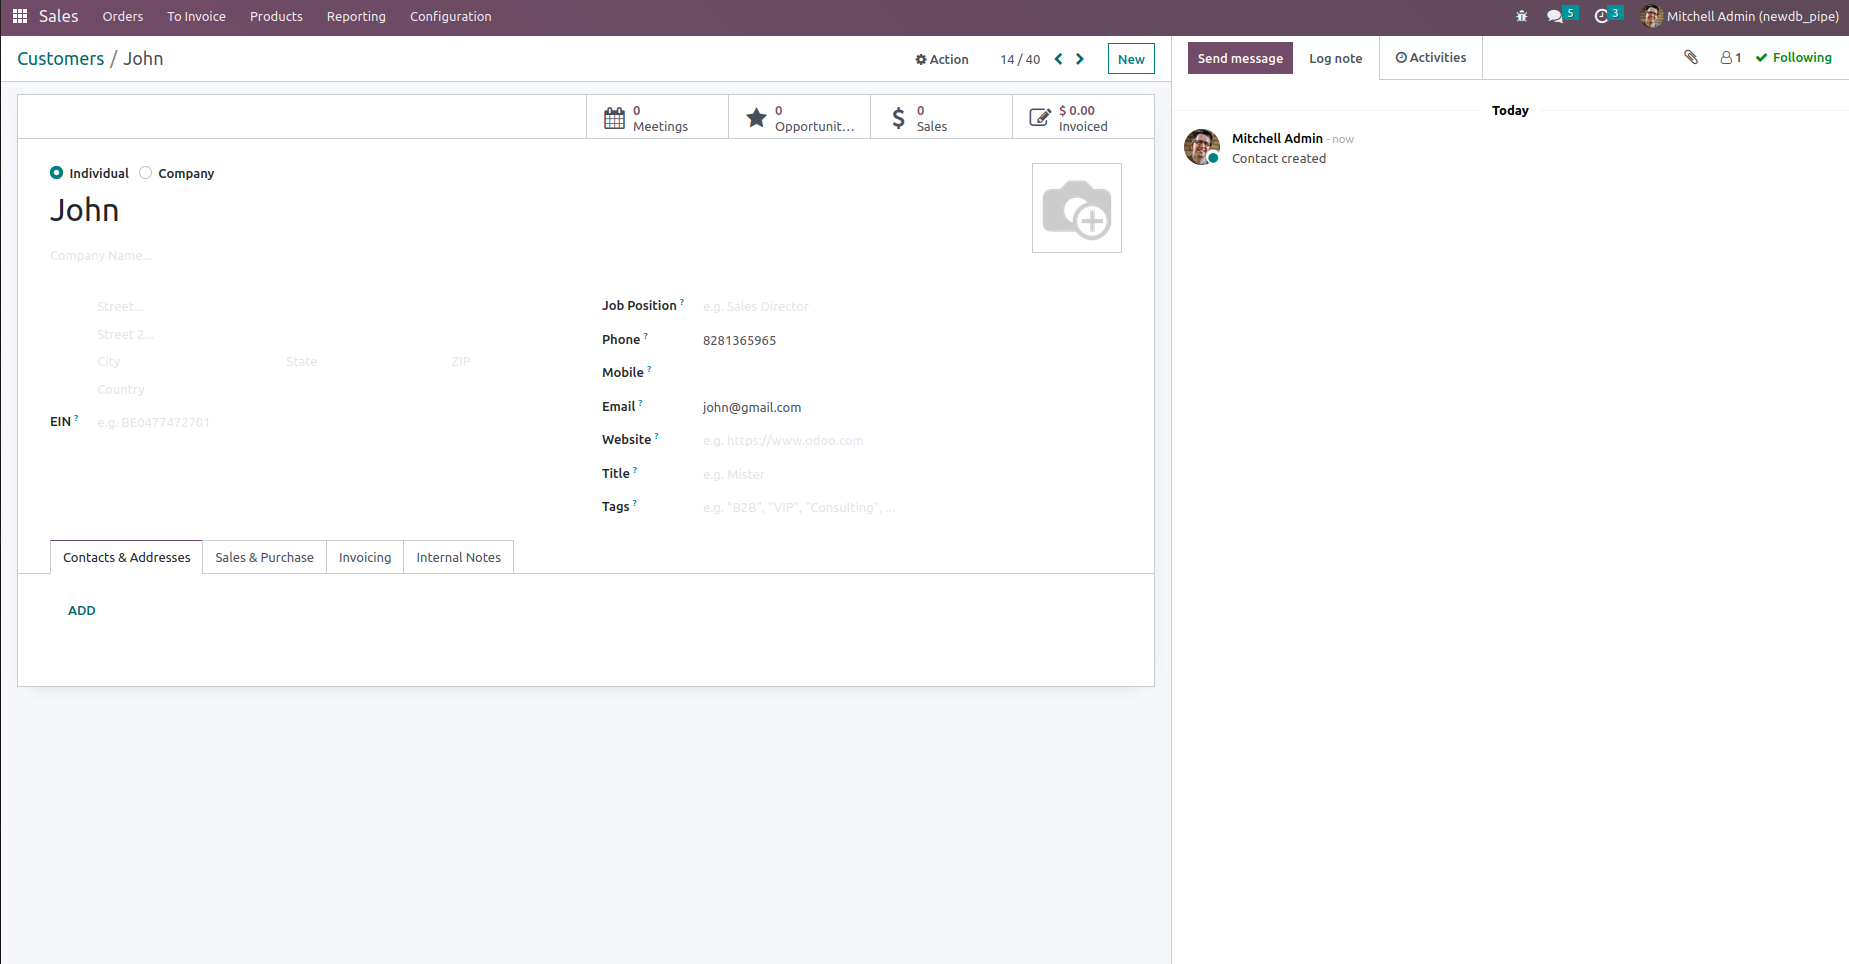 Sales Orders To Invoice Products Reporting Configuration 5 3 Mitchell Admin (newdb_pipe)
Customers / John Action 14 / 40 New Send message Log note Activities 1 Following
0 Meetings
0 Opportunit...
$ 0 Sales
$ 0.00 Invoiced
Individual Company
John
Company Name...
Street...
Street 2...
City State ZIP
Country
EIN ? e.g. BE0477472701
Job Position ? e.g. Sales Director
Phone ? 8281365965
Mobile ?
Email ? john@gmail.com
Website ? e.g. https://www.odoo.com
Title ? e.g. Mister
Tags ? e.g. "B2B", "VIP", "Consulting", ...
Contacts & Addresses Sales & Purchase Invoicing Internal Notes
ADD
Today
Mitchell Admin - now
Contact created